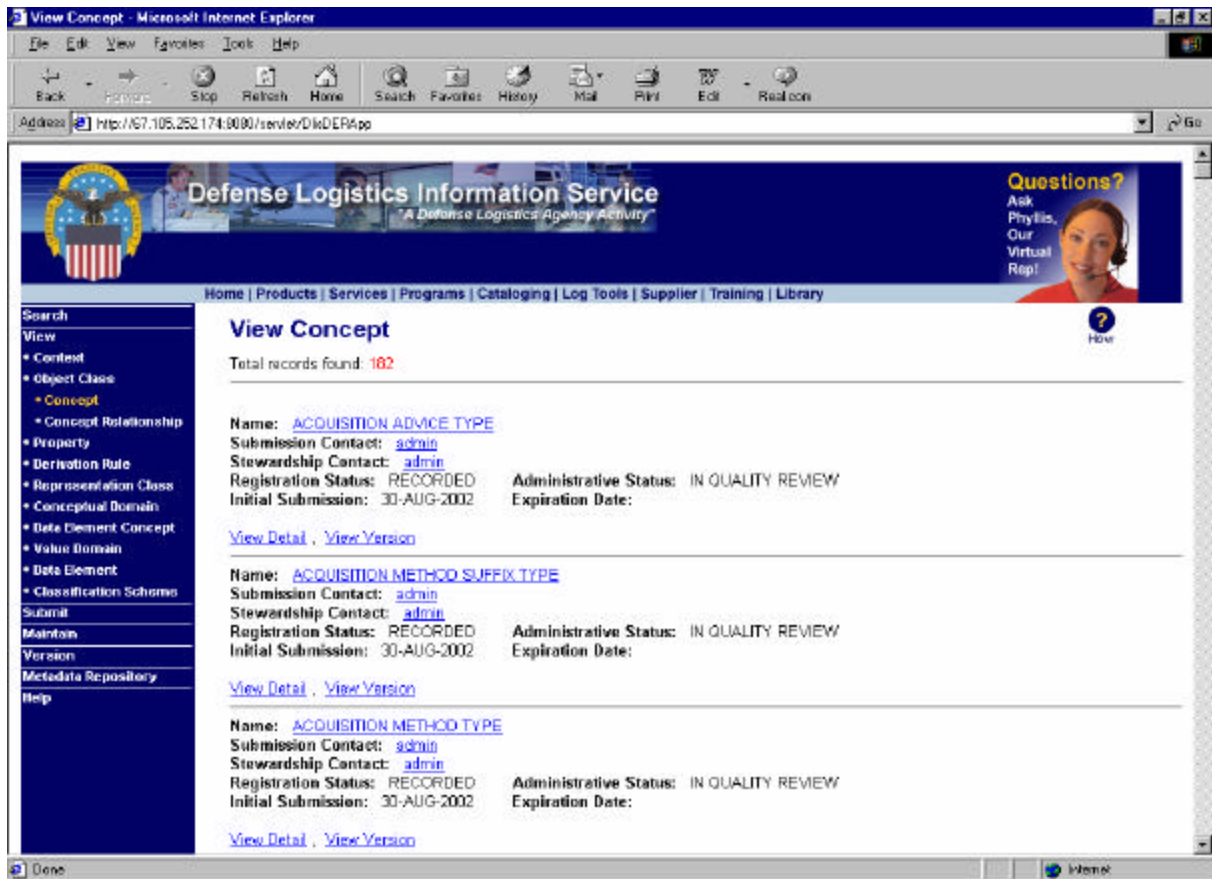 View Concept - Microsoft Internet Explorer
File Edit View Favorites Tools Help
Back Forward Stop Refresh Home Search Favorites History Mail Print Edit Real.com
Address http://67.105.252.174:8080/servlet/DlisDERApp Go
Defense Logistics Information Service
"A Defense Logistics Agency Activity"
Questions?
Ask
Phyllis,
Our
Virtual
Rep!
Home | Products | Services | Programs | Cataloging | Log Tools | Supplier | Training | Library
Search
View
• Context
• Object Class
• Concept
• Concept Relationship
• Property
• Derivation Rule
• Representation Class
• Conceptual Domain
• Data Element Concept
• Value Domain
• Data Element
• Classification Scheme
Submit
Maintain
Version
Metadata Repository
Help
View Concept
?
How
Total records found: 182
Name: ACQUISITION ADVICE TYPE
Submission Contact: admin
Stewardship Contact: admin
Registration Status: RECORDED Administrative Status: IN QUALITY REVIEW
Initial Submission: 30-AUG-2002 Expiration Date:
View Detail , View Version
Name: ACQUISITION METHOD SUFFIX TYPE
Submission Contact: admin
Stewardship Contact: admin
Registration Status: RECORDED Administrative Status: IN QUALITY REVIEW
Initial Submission: 30-AUG-2002 Expiration Date:
View Detail , View Version
Name: ACQUISITION METHOD TYPE
Submission Contact: admin
Stewardship Contact: admin
Registration Status: RECORDED Administrative Status: IN QUALITY REVIEW
Initial Submission: 30-AUG-2002 Expiration Date:
View Detail , View Version
Done
Internet